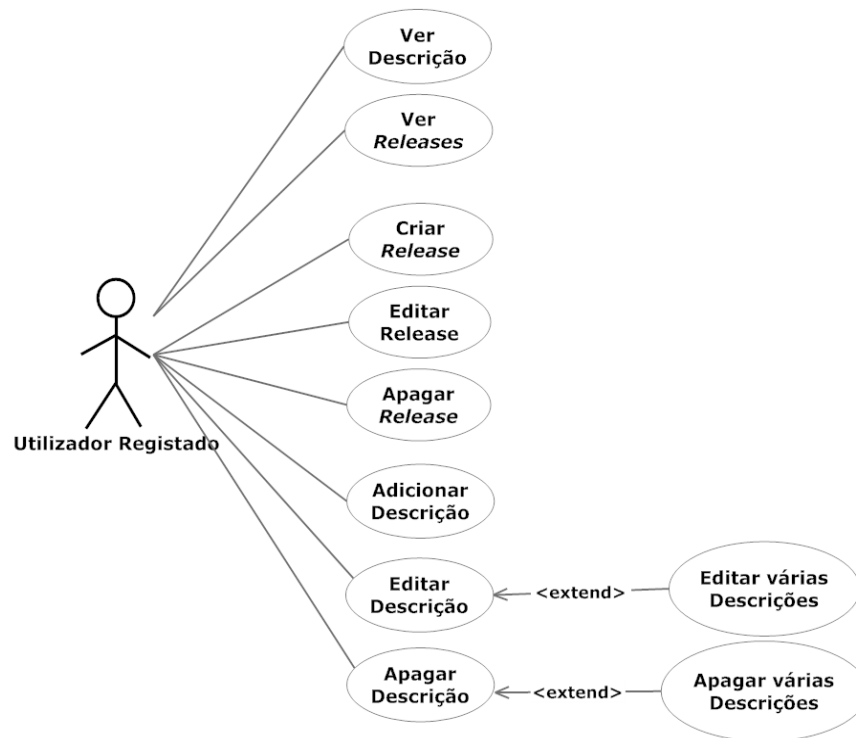 Ver
Descrição
Ver
Releases
Criar
Release
Editar
Release
Apagar
Release
Utilizador Registado
Adicionar
Descrição
Editar
Descrição
<extend>
Editar várias
Descrições
Apagar
Descrição
<extend>
Apagar várias
Descrições